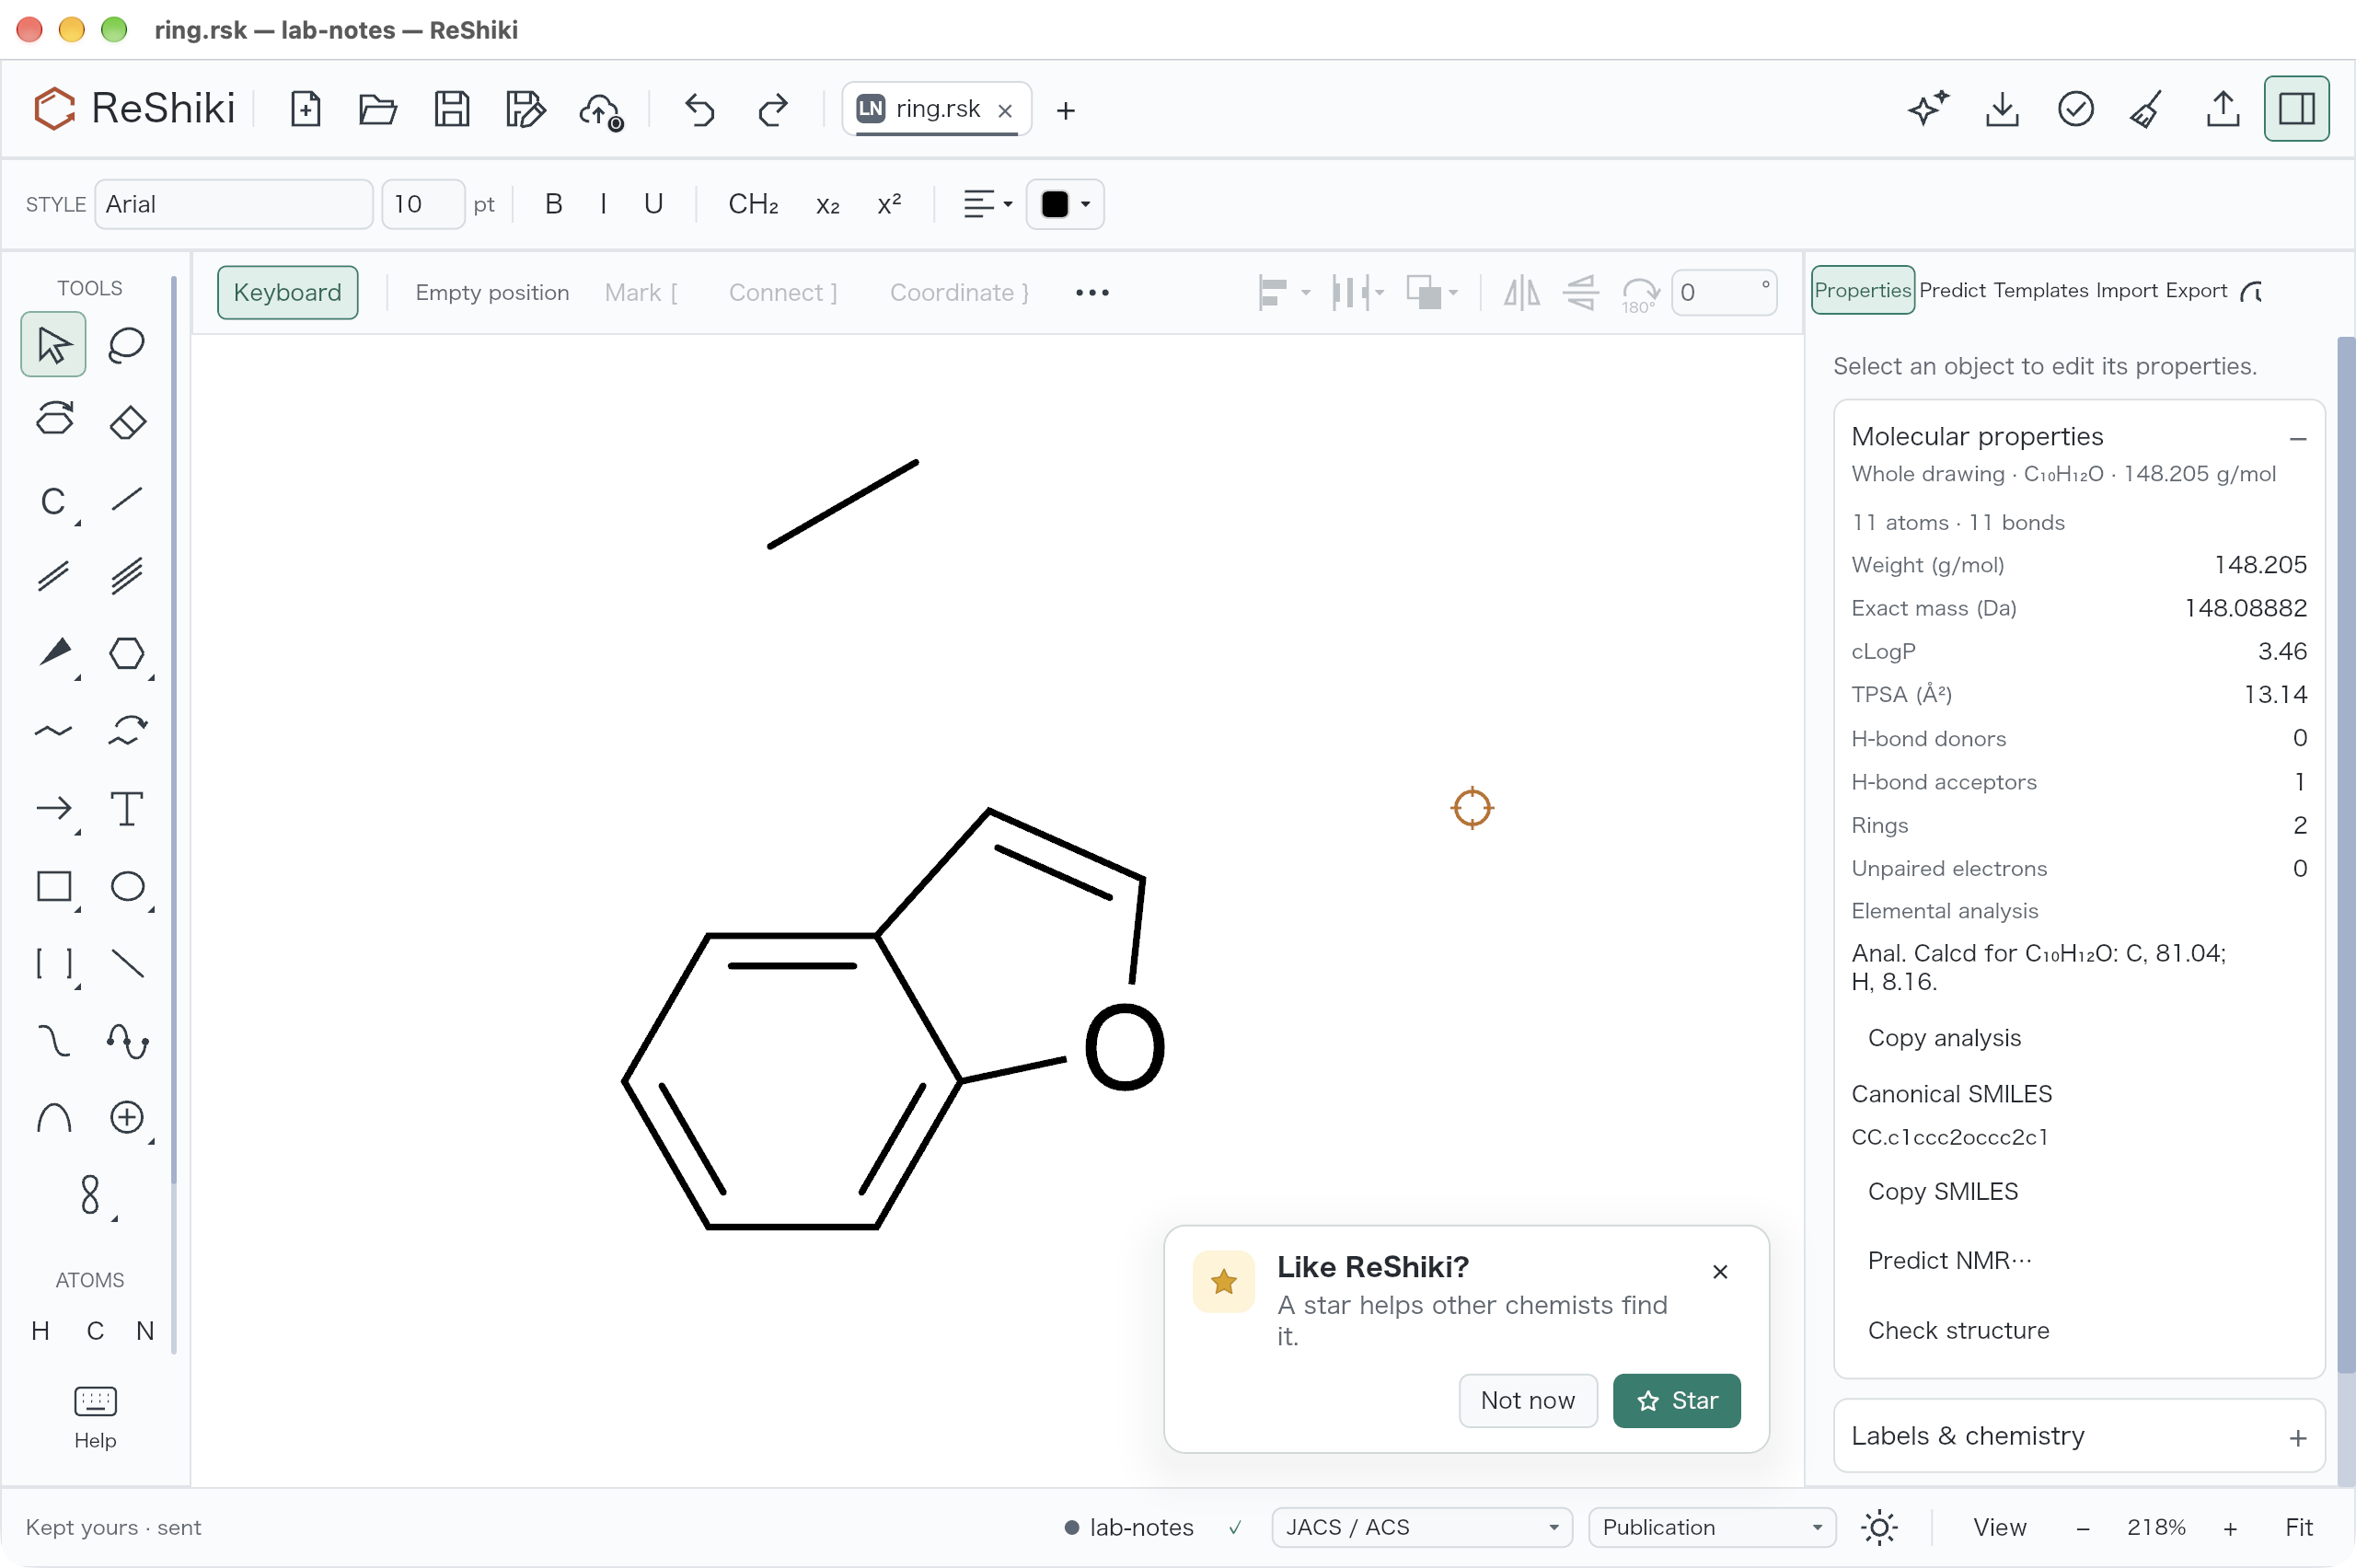 ring.rsk — lab-notes — ReShiki
ReShiki
LN ring.rsk × +
STYLE Arial 10 pt B I U CH₂ x₂ x²
TOOLS
Keyboard Empty position Mark [ Connect ] Coordinate } ••• 180° 0 °
Properties Predict Templates Import Export
C
T
[ ]
ATOMS
H C N
Help
O
Select an object to edit its properties.
Molecular properties –
Whole drawing · C₁₀H₁₂O · 148.205 g/mol
11 atoms · 11 bonds
Weight (g/mol) 148.205
Exact mass (Da) 148.08882
cLogP 3.46
TPSA (Å²) 13.14
H-bond donors 0
H-bond acceptors 1
Rings 2
Unpaired electrons 0
Elemental analysis
Anal. Calcd for C₁₀H₁₂O: C, 81.04;
H, 8.16.
Copy analysis
Canonical SMILES
CC.c1ccc2occc2c1
Copy SMILES
Predict NMR···
Check structure
Labels & chemistry +
Like ReShiki? ×
A star helps other chemists find
it.
Not now Star
Kept yours · sent lab-notes ✓ JACS / ACS Publication View – 218% + Fit